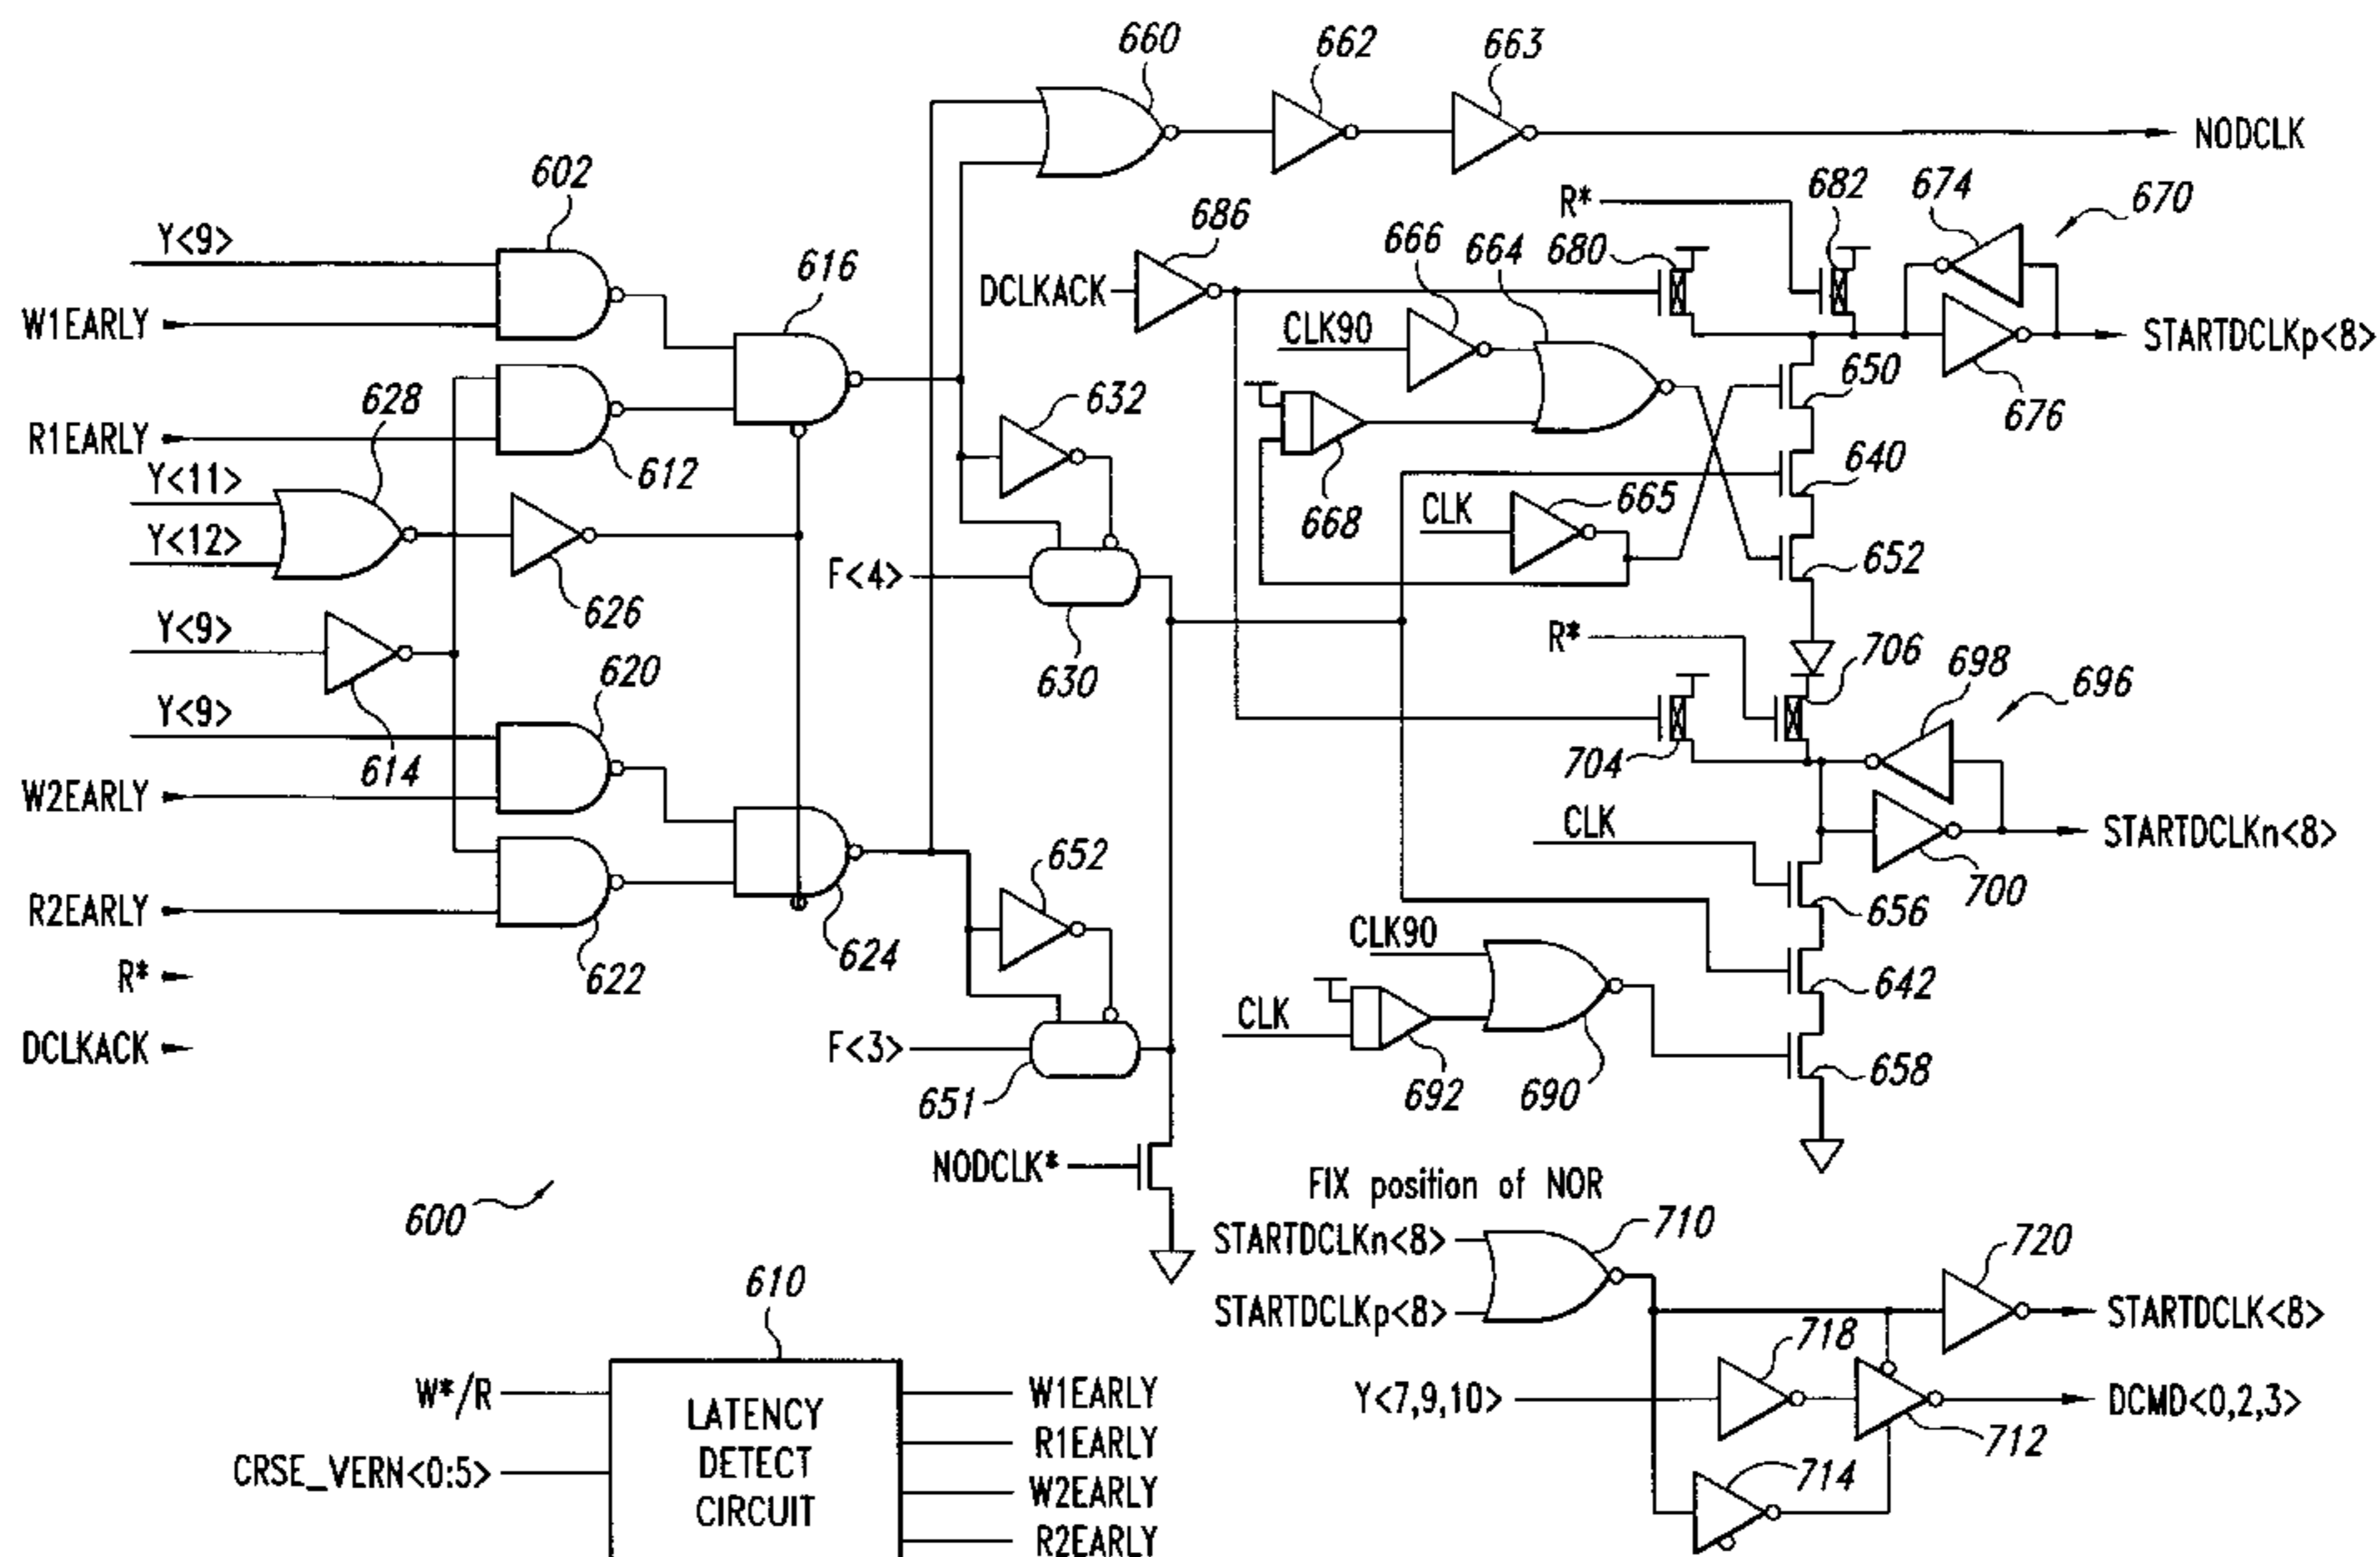 660
662
663
NODCLK
602
616
686
R*
682
674
670
Y<9>
W1EARLY
DCLKACK
666
664
680
CLK90
STARTDCLKp<8>
R1EARLY
628
612
632
668
650
676
Y<11>
Y<12>
626
F<4>
630
CLK
665
640
652
Y<9>
614
620
R*
706
698
696
Y<9>
W2EARLY
704
CLK
STARTDCLKn<8>
R2EARLY
622
624
652
CLK90
656
700
R*
DCLKACK
F<3>
651
CLK
692
690
642
658
NODCLK*
FIX position of NOR
600
STARTDCLKn<8>
710
720
610
STARTDCLKp<8>
STARTDCLK<8>
718
W*/R
LATENCY
DETECT
CIRCUIT
W1EARLY
Y<7,9,10>
DCMD<0,2,3>
712
CRSE_VERN<0:5>
R1EARLY
W2EARLY
R2EARLY
714